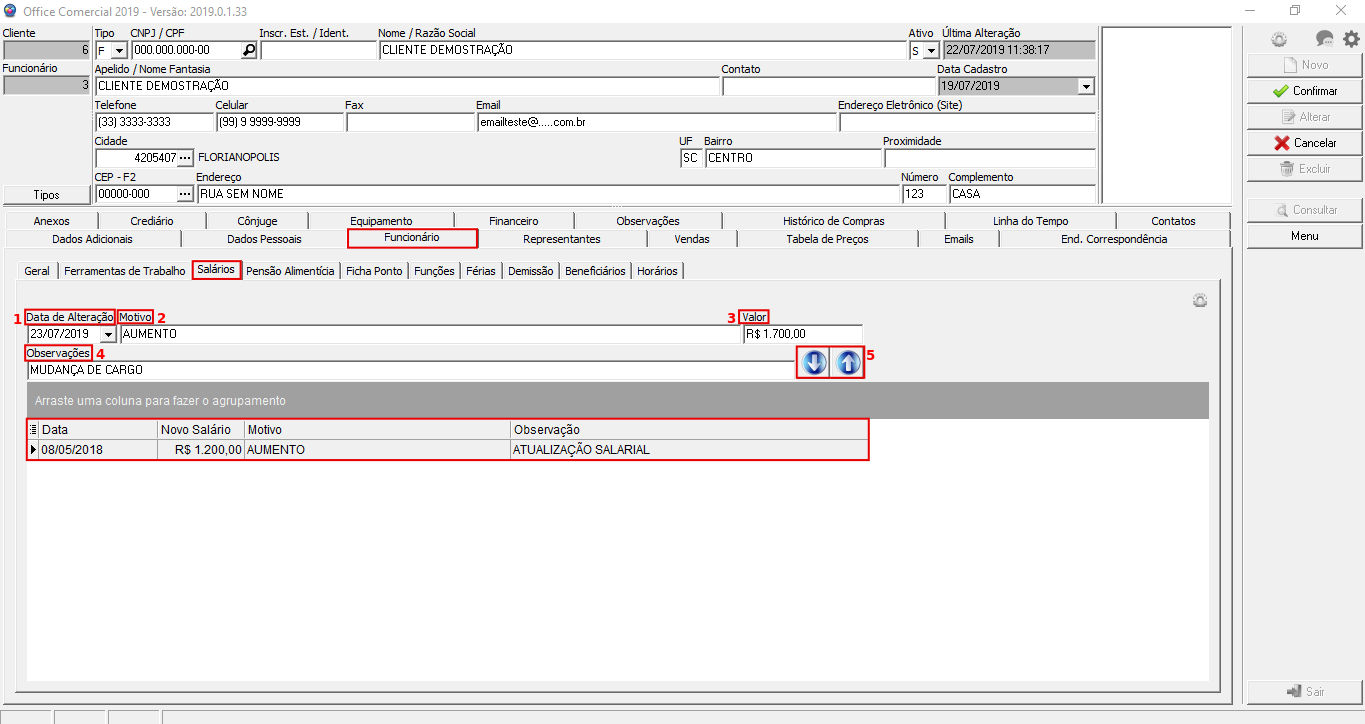 Office Comercial 2019 - Versão: 2019.0.1.33
Cliente Tipo CNPJ / CPF Inscr. Est. / Ident. Nome / Razão Social Ativo Última Alteração
6 F 000.000.000-00 CLIENTE DEMOSTRAÇÃO S 22/07/2019 11:38:17
Funcionário Apelido / Nome Fantasia Contato Data Cadastro
3 CLIENTE DEMOSTRAÇÃO 19/07/2019
Telefone Celular Fax Email Endereço Eletrônico (Site)
(33) 3333-3333 (99) 9 9999-9999 emailteste@.....com.br
Cidade UF Bairro Proximidade
4205407 FLORIANOPOLIS SC CENTRO
CEP - F2 Endereço Número Complemento
Tipos 00000-000 RUA SEM NOME 123 CASA
Novo
Confirmar
Alterar
Cancelar
Excluir
Consultar
Menu
Anexos Crediário Cônjuge Equipamento Financeiro Observações Histórico de Compras Linha do Tempo Contatos
Dados Adicionais Dados Pessoais Funcionário Representantes Vendas Tabela de Preços Emails End. Correspondência
Geral Ferramentas de Trabalho Salários Pensão Alimentícia Ficha Ponto Funções Férias Demissão Beneficiários Horários
1 Data de Alteração Motivo 2 3 Valor
23/07/2019 AUMENTO R$ 1.700,00
Observações 4 5
MUDANÇA DE CARGO
Arraste uma coluna para fazer o agrupamento
Data Novo Salário Motivo Observação
08/05/2018 R$ 1.200,00 AUMENTO ATUALIZAÇÃO SALARIAL
Sair